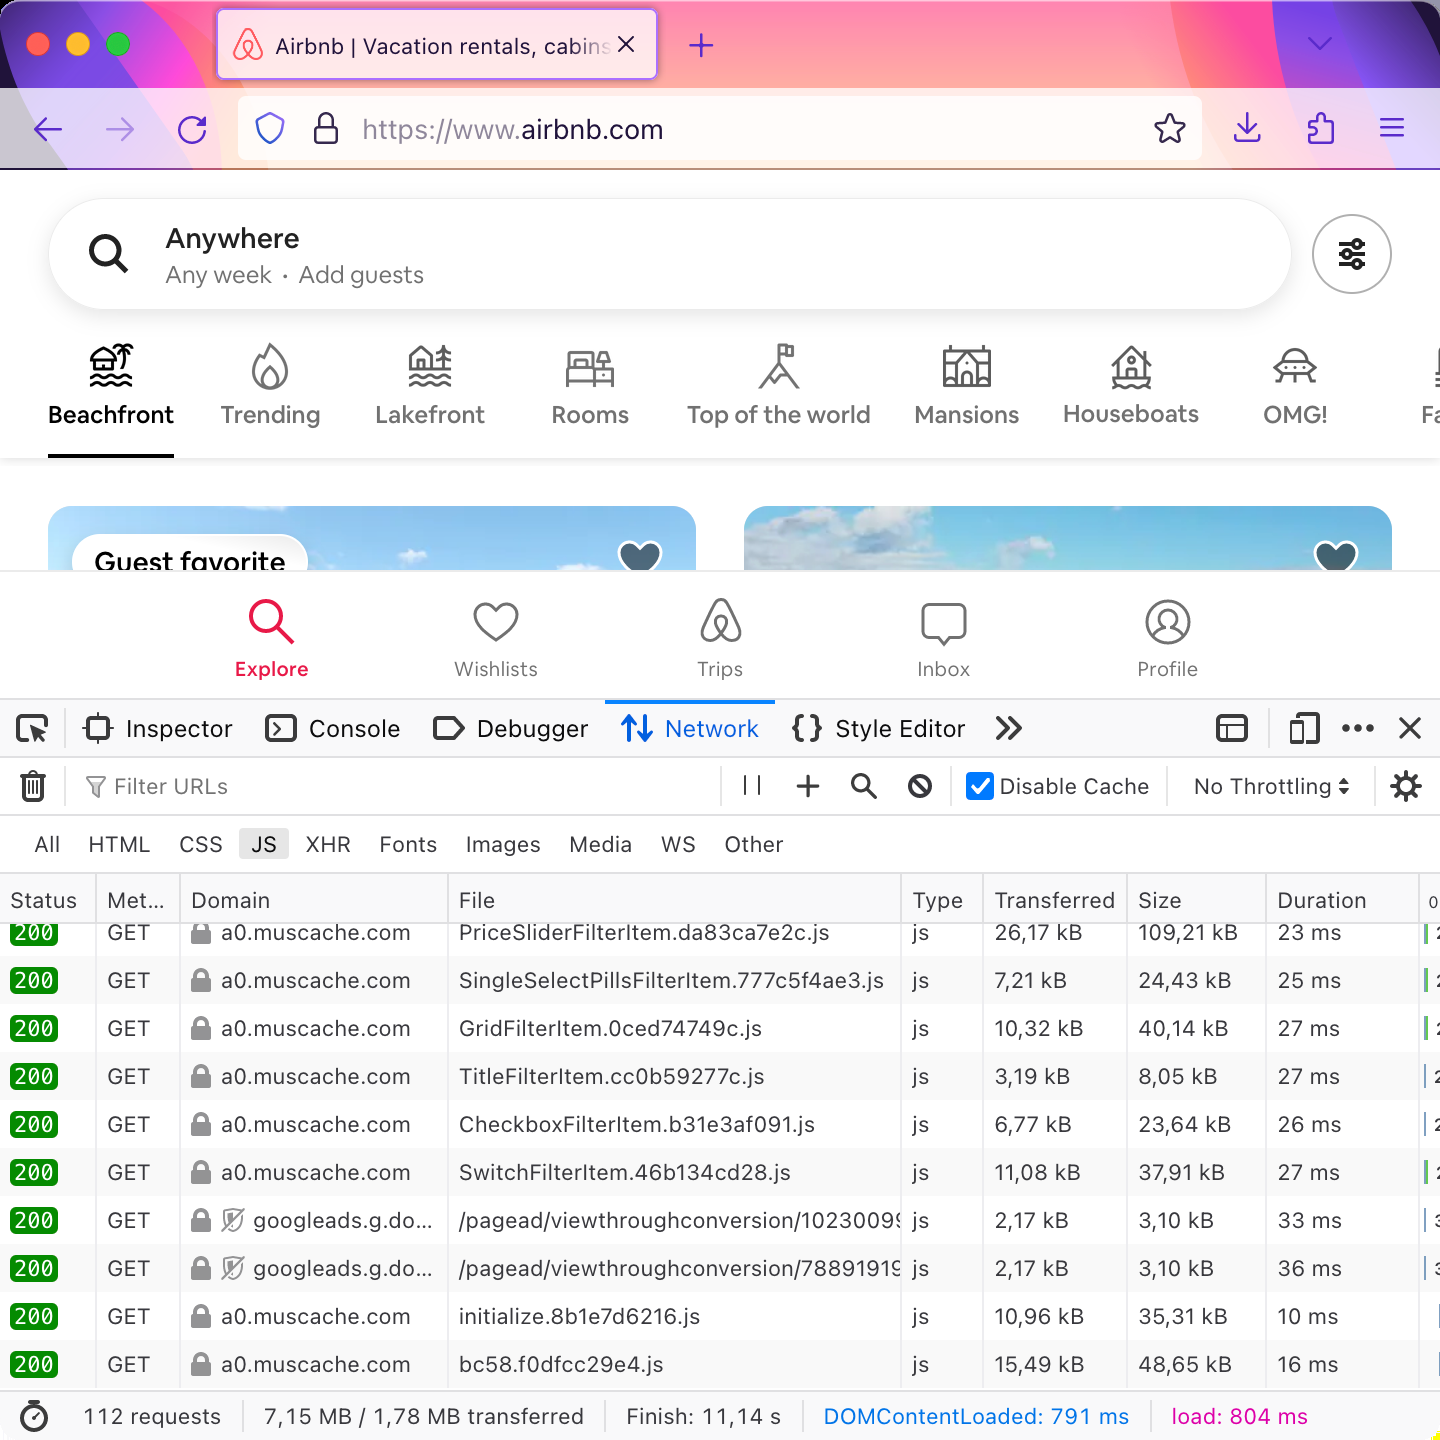 Airbnb | Vacation rentals, cabins
https://www.airbnb.com
Anywhere
Any week · Add guests
Beachfront Trending Lakefront Rooms Top of the world Mansions Houseboats OMG! Fa
Guest favorite
Explore Wishlists Trips Inbox Profile
Inspector Console Debugger Network Style Editor
Filter URLs Disable Cache No Throttling
All HTML CSS JS XHR Fonts Images Media WS Other
Status Met... Domain File Type Transferred Size Duration 0
200 GET a0.muscache.com PriceSliderFilterItem.da83ca7e2c.js js 26,17 kB 109,21 kB 23 ms
200 GET a0.muscache.com SingleSelectPillsFilterItem.777c5f4ae3.js js 7,21 kB 24,43 kB 25 ms
200 GET a0.muscache.com GridFilterItem.0ced74749c.js js 10,32 kB 40,14 kB 27 ms
200 GET a0.muscache.com TitleFilterItem.cc0b59277c.js js 3,19 kB 8,05 kB 27 ms
200 GET a0.muscache.com CheckboxFilterItem.b31e3af091.js js 6,77 kB 23,64 kB 26 ms
200 GET a0.muscache.com SwitchFilterItem.46b134cd28.js js 11,08 kB 37,91 kB 27 ms
200 GET googleads.g.do... /pagead/viewthroughconversion/10230099 js 2,17 kB 3,10 kB 33 ms
200 GET googleads.g.do... /pagead/viewthroughconversion/78891919 js 2,17 kB 3,10 kB 36 ms
200 GET a0.muscache.com initialize.8b1e7d6216.js js 10,96 kB 35,31 kB 10 ms
200 GET a0.muscache.com bc58.f0dfcc29e4.js js 15,49 kB 48,65 kB 16 ms
112 requests 7,15 MB / 1,78 MB transferred Finish: 11,14 s DOMContentLoaded: 791 ms load: 804 ms